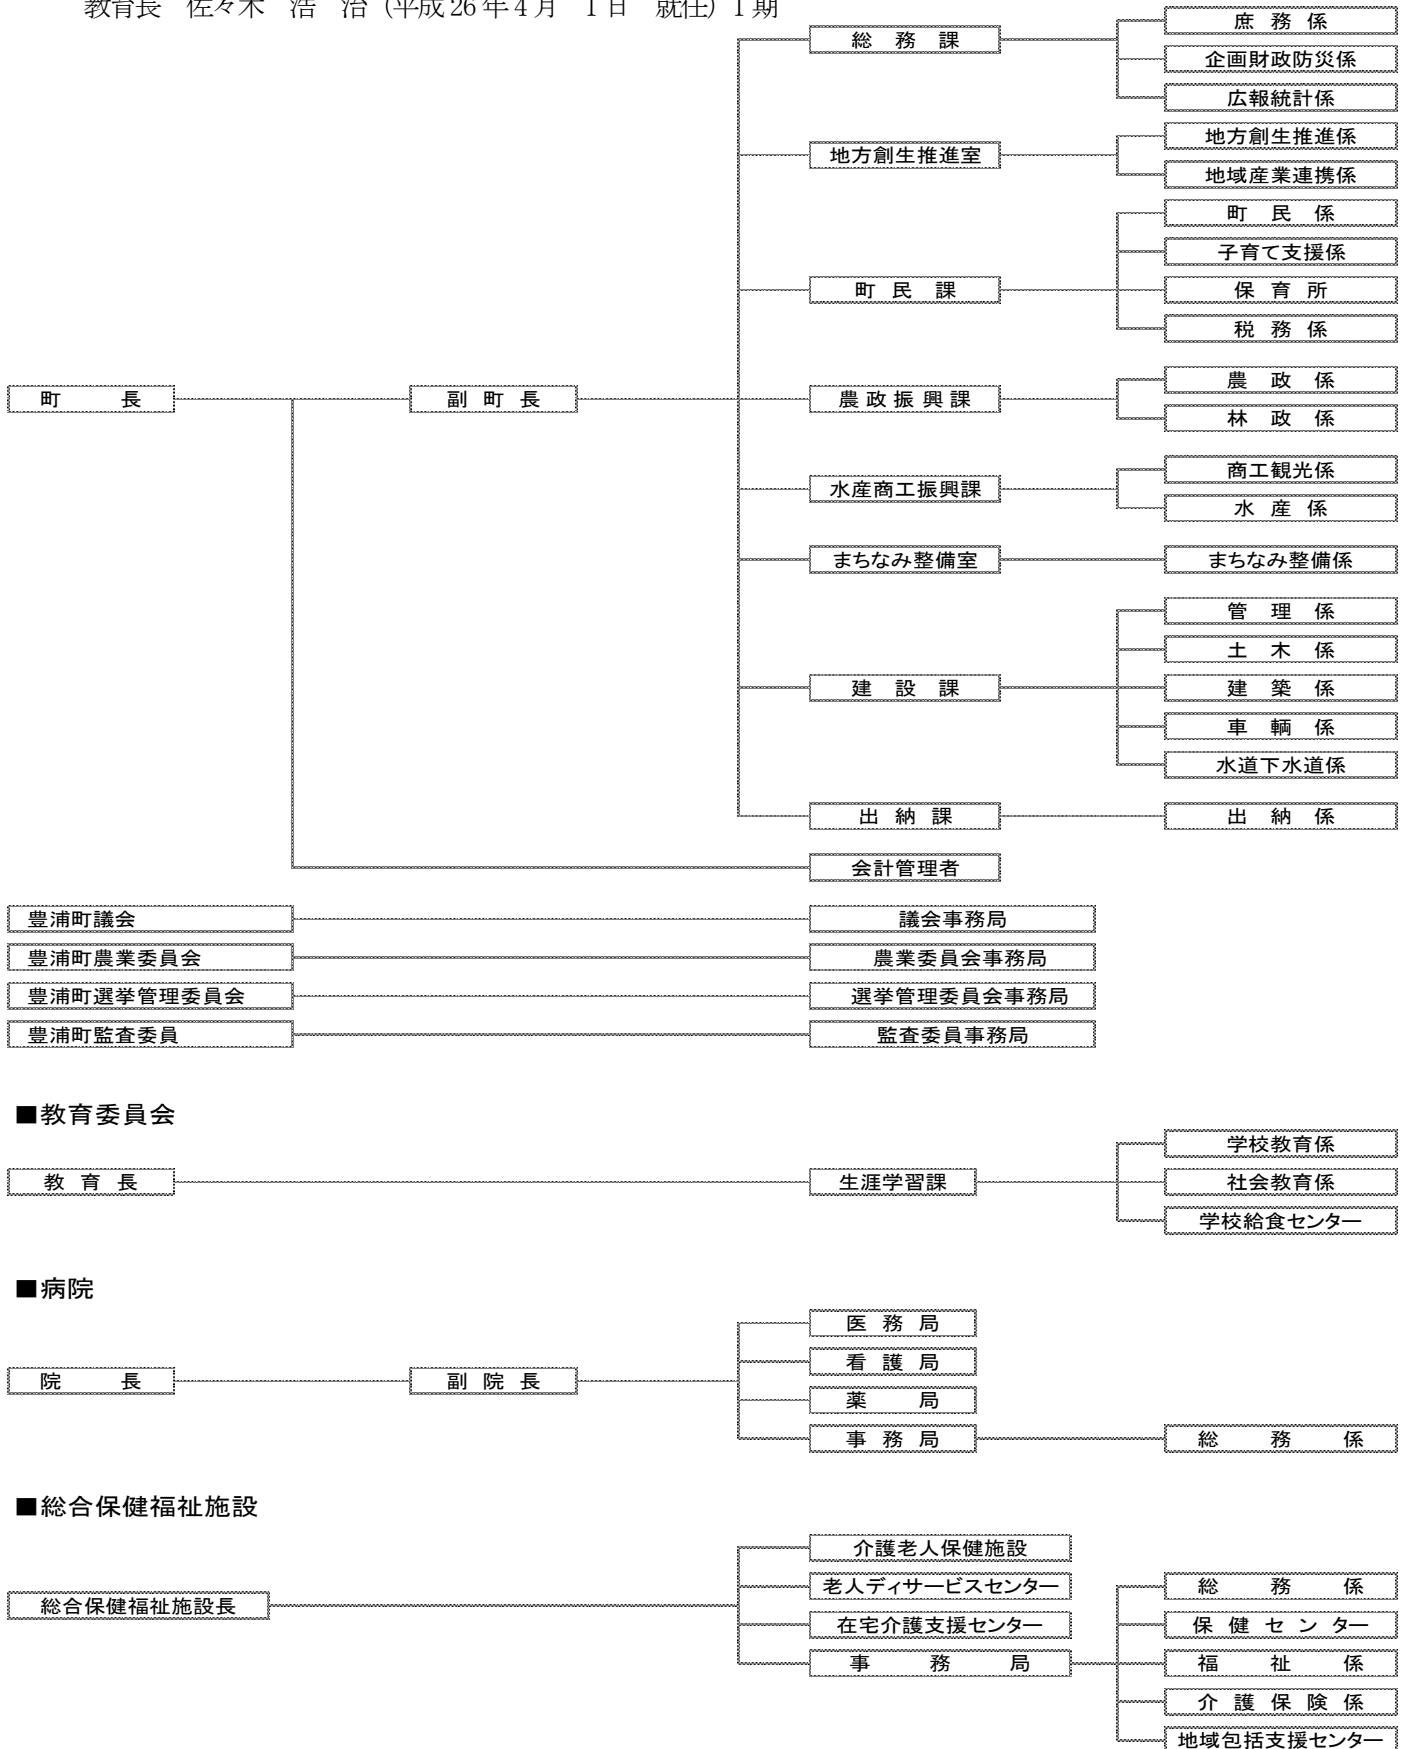 教育長 佐々木 浩 治 (平成26年4月 1日 就任) 1期
総務課
庶務係
企画財政防災係
広報統計係
地方創生推進室
地方創生推進係
地域産業連携係
町民課
町民係
子育て支援係
保育所
税務係
町長
副町長
農政振興課
農政係
林政係
水産商工振興課
商工観光係
水産係
まちなみ整備室
まちなみ整備係
建設課
管理係
土木係
建築係
車輌係
水道下水道係
出納課
出納係
会計管理者
豊浦町議会
議会事務局
豊浦町農業委員会
農業委員会事務局
豊浦町選挙管理委員会
選挙管理委員会事務局
豊浦町監査委員
監査委員事務局
■教育委員会
教育長
生涯学習課
学校教育係
社会教育係
学校給食センター
■病院
院長
副院長
医務局
看護局
薬局
事務局
総務係
■総合保健福祉施設
総合保健福祉施設長
介護老人保健施設
老人ディサービスセンター
在宅介護支援センター
事務局
総務係
保健センター
福祉係
介護保険係
地域包括支援センター